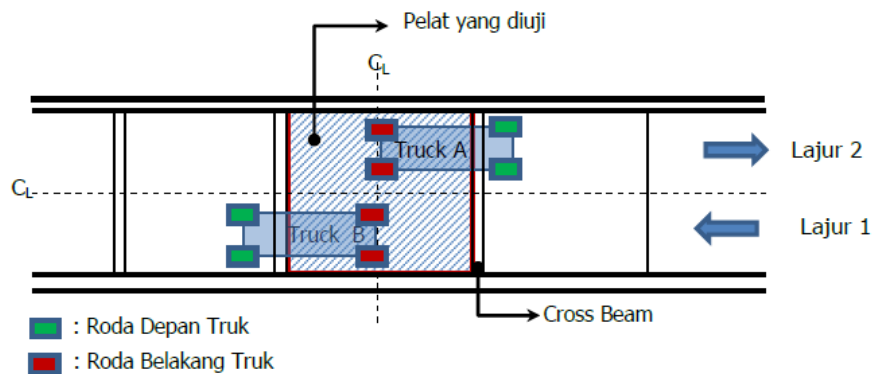 Pelat yang diuji
CL
Truck A
Lajur 2
CL
Truck B
Lajur 1
Cross Beam
: Roda Depan Truk
: Roda Belakang Truk